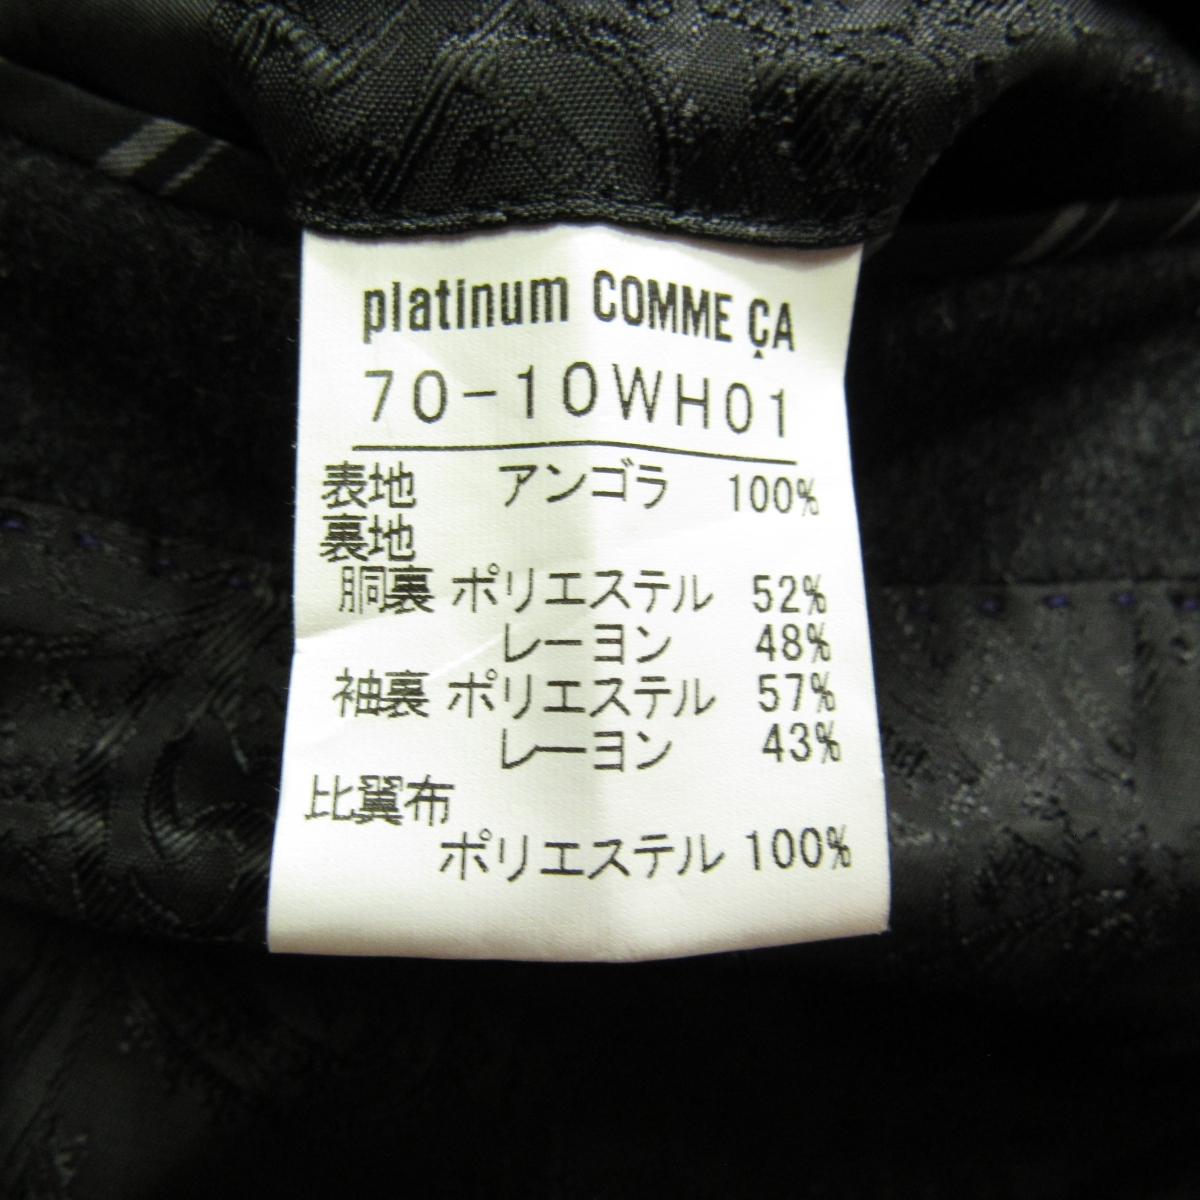 platinum COMME ÇA
70-10WH01
表地 アンゴラ 100%
裏地
胴裏 ポリエステル 52%
レーヨン 48%
袖裏 ポリエステル 57%
レーヨン 43%
比翼布
ポリエステル 100%